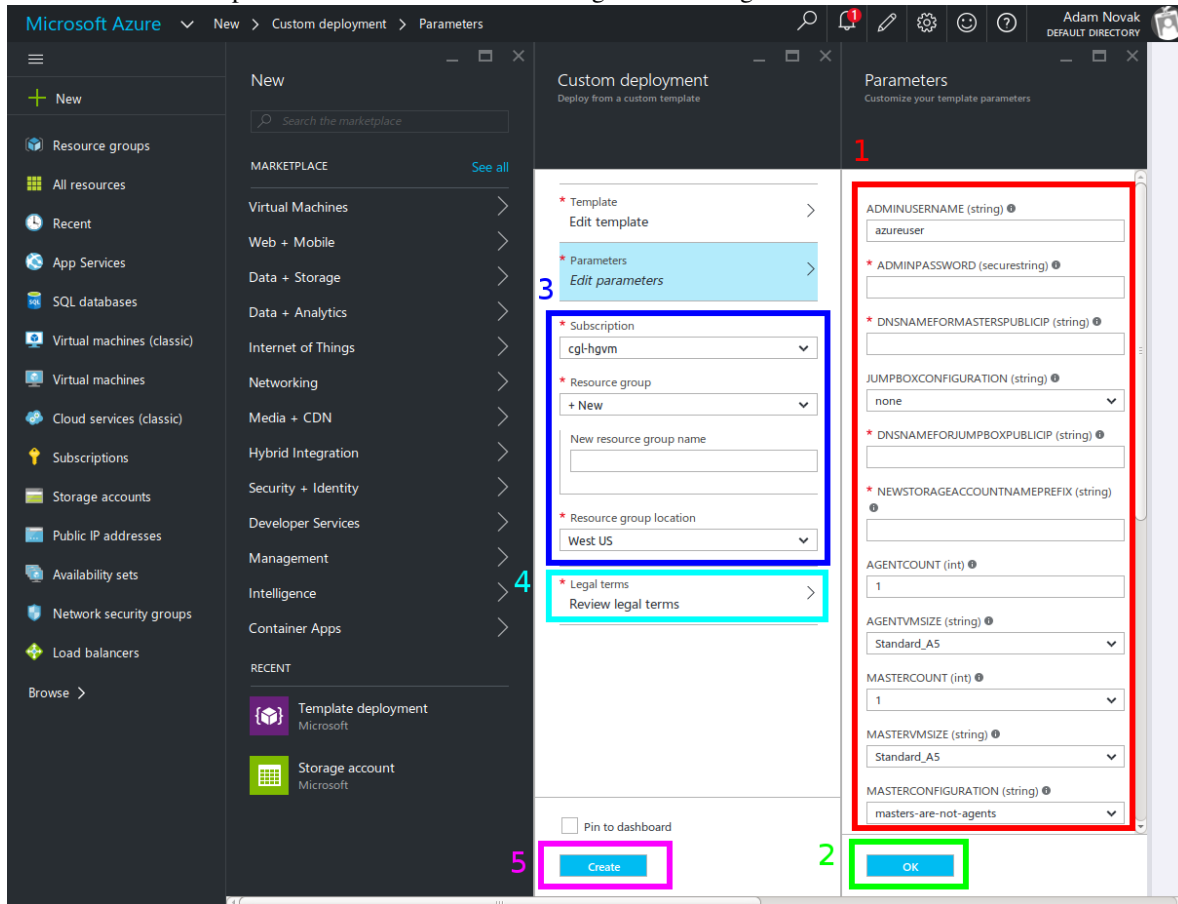 Microsoft Azure New > Custom deployment > Parameters
1
Adam Novak
DEFAULT DIRECTORY
New
Resource groups
All resources
Recent
App Services
SQL databases
Virtual machines (classic)
Virtual machines
Cloud services (classic)
Subscriptions
Storage accounts
Public IP addresses
Availability sets
Network security groups
Load balancers
Browse >
New
Search the marketplace
MARKETPLACE See all
Virtual Machines
Web + Mobile
Data + Storage
Data + Analytics
Internet of Things
Networking
Media + CDN
Hybrid Integration
Security + Identity
Developer Services
Management
Intelligence
Container Apps
RECENT
Template deployment
Microsoft
Storage account
Microsoft
Custom deployment
Deploy from a custom template
* Template
Edit template
* Parameters
Edit parameters
3
* Subscription
cgl-hgvm
* Resource group
+ New
New resource group name
* Resource group location
West US
4
* Legal terms
Review legal terms
Pin to dashboard
5
Create
Parameters
Customize your template parameters
1
ADMINUSERNAME (string)
azureuser
* ADMINPASSWORD (securestring)
* DNSNAMEFORMASTERSPUBLICIP (string)
JUMPBOXCONFIGURATION (string)
none
* DNSNAMEFORJUMPBOXPUBLICIP (string)
* NEWSTORAGEACCOUNTNAMEPREFIX (string)
AGENTCOUNT (int)
1
AGENTVMSIZE (string)
Standard_A5
MASTERCOUNT (int)
1
MASTERVMSIZE (string)
Standard_A5
MASTERCONFIGURATION (string)
masters-are-not-agents
2
OK